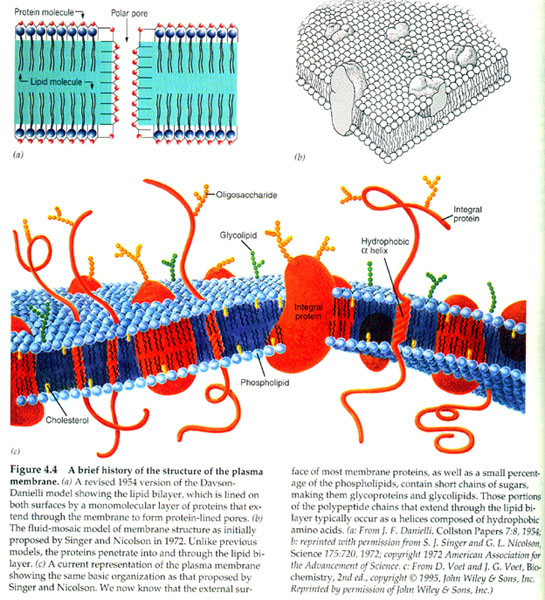 Protein molecule
Polar pore
Lipid molecule
(a)
(b)
Oligosaccharide
Glycolipid
Integral
protein
Hydrophobic
α helix
Integral
protein
Phospholipid
Cholesterol
(c)
Figure 4.4 A brief history of the structure of the plasma
membrane. (a) A revised 1954 version of the Davson-
Danielli model showing the lipid bilayer, which is lined on
both surfaces by a monomolecular layer of proteins that ex-
tend through the membrane to form protein-lined pores. (b)
The fluid-mosaic model of membrane structure as initially
proposed by Singer and Nicolson in 1972. Unlike previous
models, the proteins penetrate into and through the lipid bi-
layer. (c) A current representation of the plasma membrane
showing the same basic organization as that proposed by
Singer and Nicolson. We now know that the external sur-
face of most membrane proteins, as well as a small percent-
age of the phospholipids, contain short chains of sugars,
making them glycoproteins and glycolipids. Those portions
of the polypeptide chains that extend through the lipid bi-
layer typically occur as α helices composed of hydrophobic
amino acids. (a: From J. F. Danielli, Collston Papers 7:8, 1954;
b: reprinted with permission from S. J. Singer and G. L. Nicolson,
Science 175:720, 1972; copyright 1972 American Association for
the Advancement of Science. c: From D. Voet and J. G. Voet, Bio-
chemistry, 2nd ed., copyright © 1995, John Wiley & Sons, Inc.
Reprinted by permission of John Wiley & Sons, Inc.)